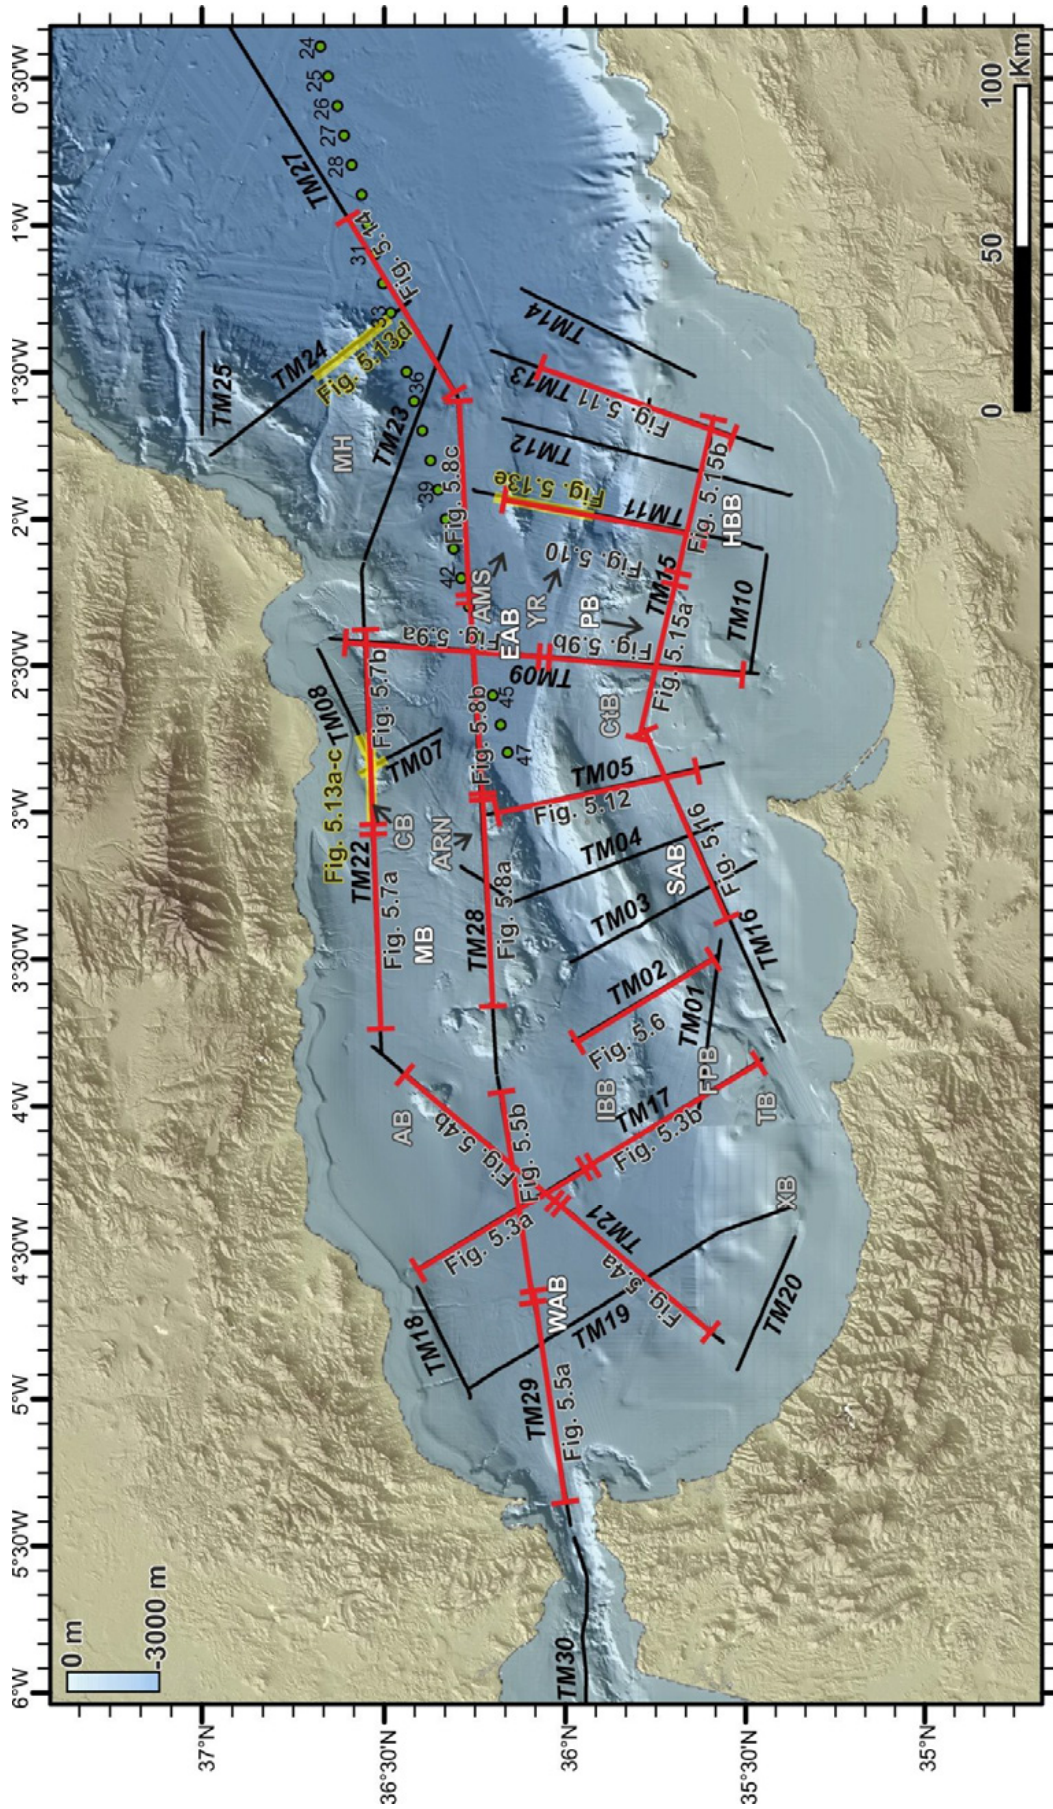 6°W
5°30'W
5°W
4°30'W
4°W
3°30'W
3°W
2°30'W
2°W
1°30'W
1°W
0°30'W
37°N
36°30'N
36°N
35°30'N
35°N
0 m
-3000 m
TM30
TM29
Fig. 5.5a
TM18
TM19
WAB
Fig. 5.3a
Fig. 5.4a
TM21
TM20
XB
Fig. 5.5b
Fig. 5.4b
AB
TM17
Fig. 5.3b
IBB
FPB
TB
TM01
TM02
Fig. 5.6
TM16
Fig. 5.16
SAB
TM03
TM04
TM05
Fig. 5.12
TM28
Fig. 5.8a
MB
Fig. 5.7a
TM22
CB
ARN
Fig. 5.13a-c
TM08
TM07
Fig. 5.7b
Fig. 5.8b
47
45
CtB
TM09
Fig. 5.9a
Fig. 5.9b
EAB
AMS
YR
PB
Fig. 5.10
TM15
Fig. 5.15a
TM10
HBB
Fig. 5.15b
TM11
Fig. 5.13e
TM12
TM13
Fig. 5.11
TM14
42
39
36
33
31
28
27
26
25
24
Fig. 5.8c
TM23
MH
TM24
Fig. 5.13d
TM25
Fig. 5.14
TM27
0
50
100
Km